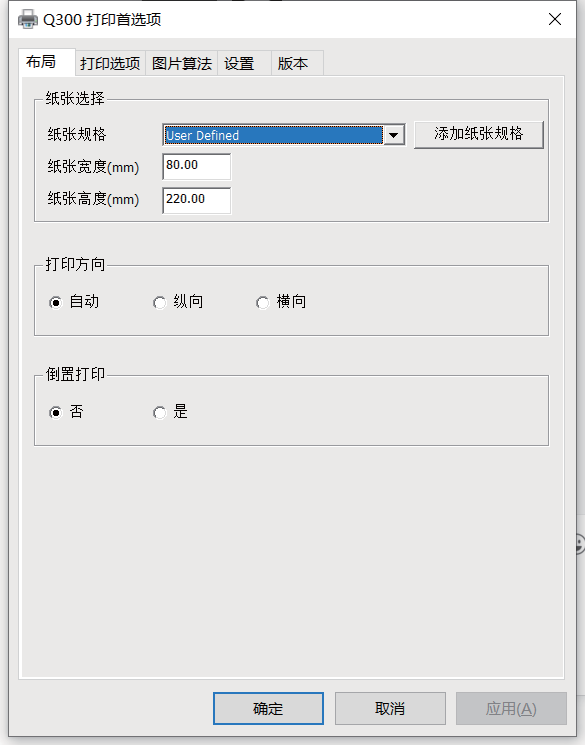 Q300 打印首选项
布局 打印选项 图片算法 设置 版本
纸张选择
纸张规格 User Defined 添加纸张规格
纸张宽度(mm) 80.00
纸张高度(mm) 220.00
打印方向
自动 纵向 横向
倒置打印
否 是
确定 取消 应用(A)